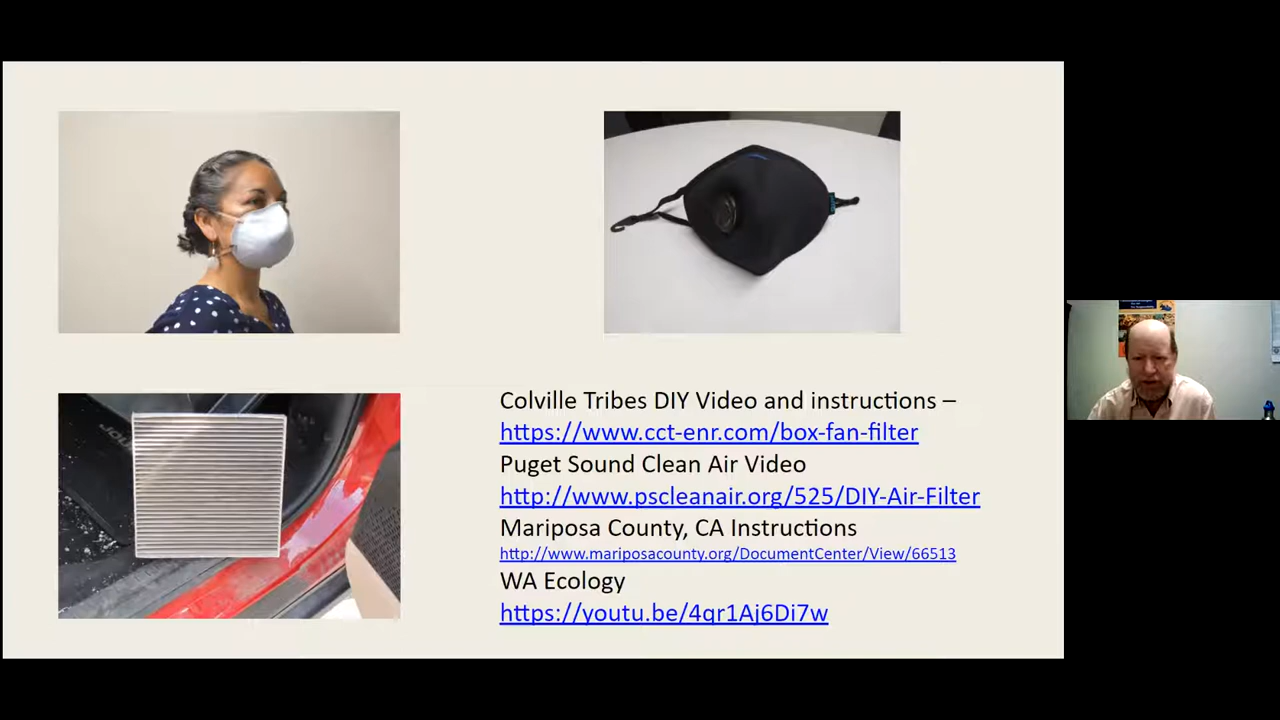 Colville Tribes DIY Video and instructions –
https://www.cct-enr.com/box-fan-filter
Puget Sound Clean Air Video
http://www.pscleanair.org/525/DIY-Air-Filter
Mariposa County, CA Instructions
http://www.mariposacounty.org/DocumentCenter/View/66513
WA Ecology
https://youtu.be/4qr1Aj6Di7w